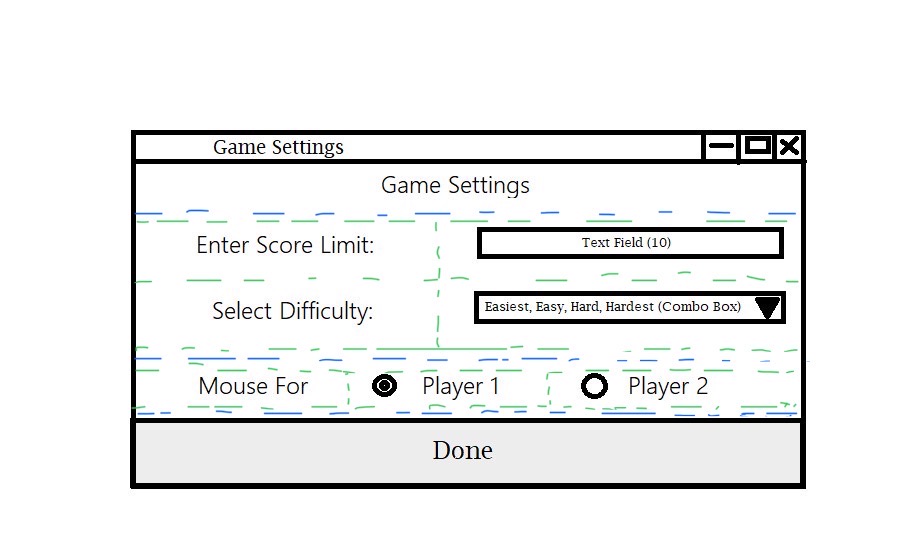 Game Settings
Game Settings
Enter Score Limit:
Text Field (10)
Select Difficulty:
Easiest, Easy, Hard, Hardest (Combo Box)
Mouse For
Player 1
Player 2
Done